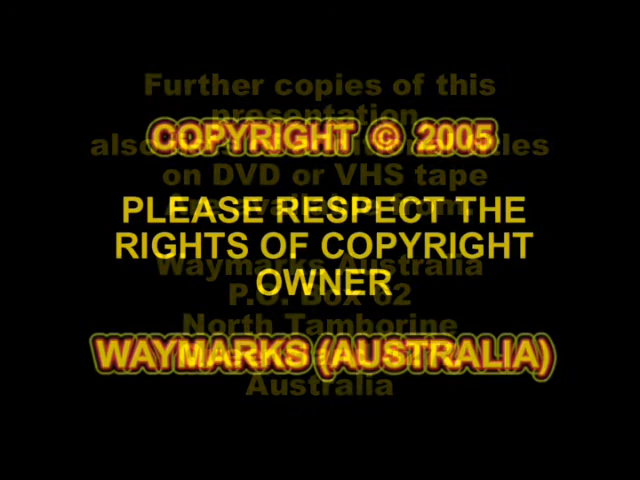 Further copies of this
presentation
COPYRIGHT © 2005
also
on DVD or VHS tape
PLEASE RESPECT THE
RIGHTS OF COPYRIGHT
OWNER
Waymarks Australia
P.O. Box 62
North Tamborine
WAYMARKS (AUSTRALIA)
Australia